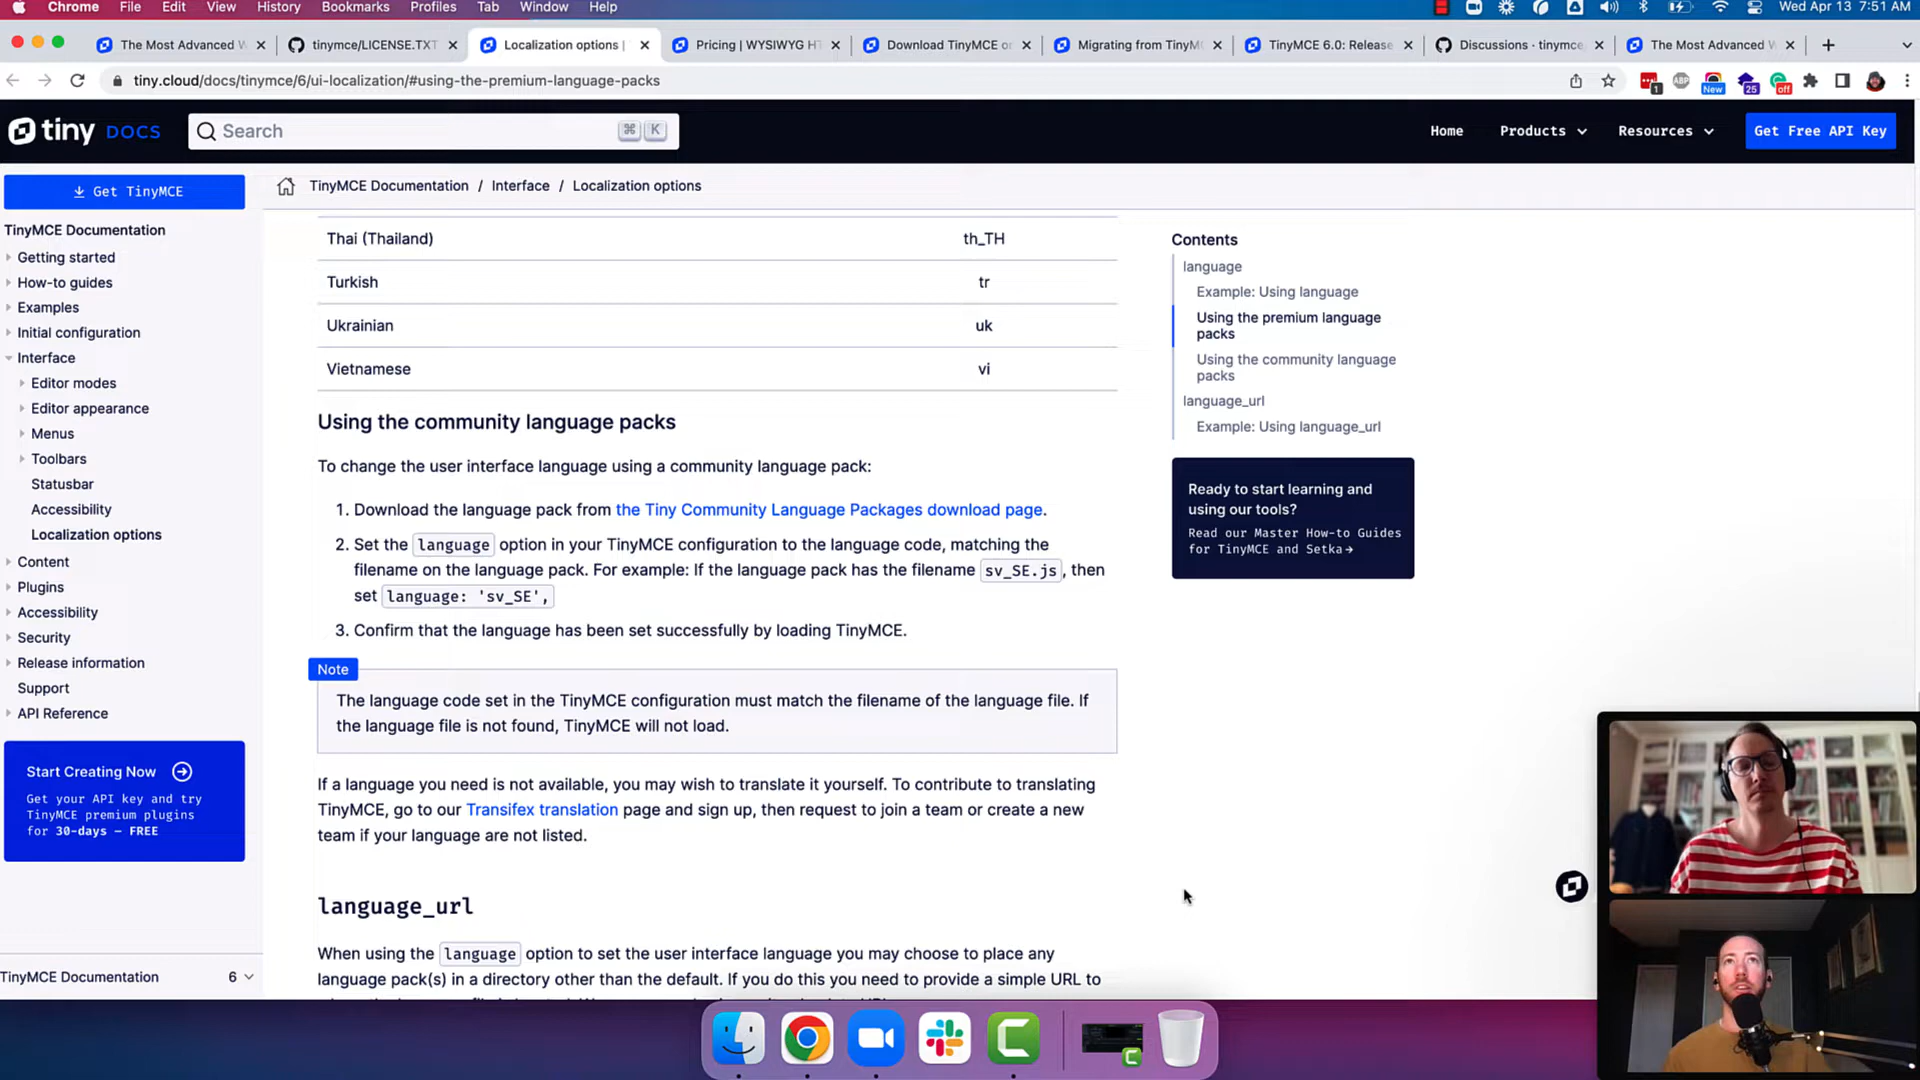 Chrome File Edit View History Bookmarks Profiles Tab Window Help Wed Apr 13 7:51 AM
The Most Advanced W tinymce/LICENSE.TXT Localization options | Pricing | WYSIWYG HT Download TinyMCE or Migrating from TinyM TinyMCE 6.0: Release Discussions · tinymce The Most Advanced W
tiny.cloud/docs/tinymce/6/ui-localization/#using-the-premium-language-packs
1 ABP New 25 off
tiny DOCS Search ⌘ K Home Products Resources Get Free API Key
Get TinyMCE
TinyMCE Documentation / Interface / Localization options
TinyMCE Documentation
Getting started
How-to guides
Examples
Initial configuration
Interface
Editor modes
Editor appearance
Menus
Toolbars
Statusbar
Accessibility
Localization options
Content
Plugins
Accessibility
Security
Release information
Support
API Reference
Start Creating Now
Get your API key and try
TinyMCE premium plugins
for 30-days — FREE
TinyMCE Documentation 6
Thai (Thailand) th_TH
Turkish tr
Ukrainian uk
Vietnamese vi
Using the community language packs
To change the user interface language using a community language pack:
1. Download the language pack from the Tiny Community Language Packages download page.
2. Set the language option in your TinyMCE configuration to the language code, matching the
filename on the language pack. For example: If the language pack has the filename sv_SE.js, then
set language: 'sv_SE',
3. Confirm that the language has been set successfully by loading TinyMCE.
Note
The language code set in the TinyMCE configuration must match the filename of the language file. If
the language file is not found, TinyMCE will not load.
If a language you need is not available, you may wish to translate it yourself. To contribute to translating
TinyMCE, go to our Transifex translation page and sign up, then request to join a team or create a new
team if your language are not listed.
language_url
When using the language option to set the user interface language you may choose to place any
language pack(s) in a directory other than the default. If you do this you need to provide a simple URL to
Contents
language
Example: Using language
Using the premium language
packs
Using the community language
packs
language_url
Example: Using language_url
Ready to start learning and
using our tools?
Read our Master How-to Guides
for TinyMCE and Setka →